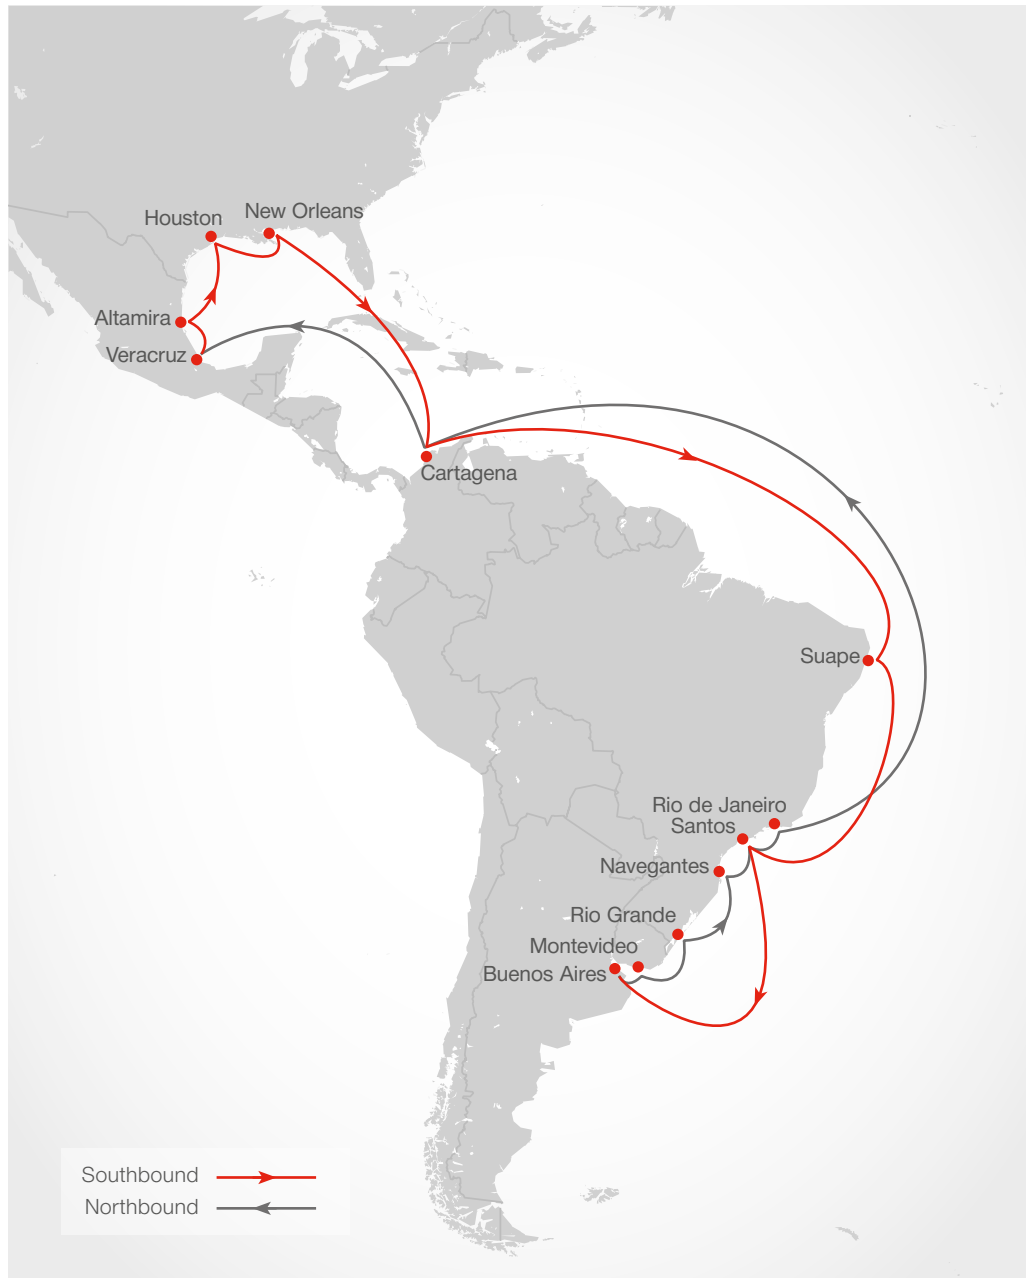 New Orleans
Houston
Altamira
Veracruz
Cartagena
Suape
Rio de Janeiro
Santos
Navegantes
Rio Grande
Montevideo
Buenos Aires
Southbound
Northbound